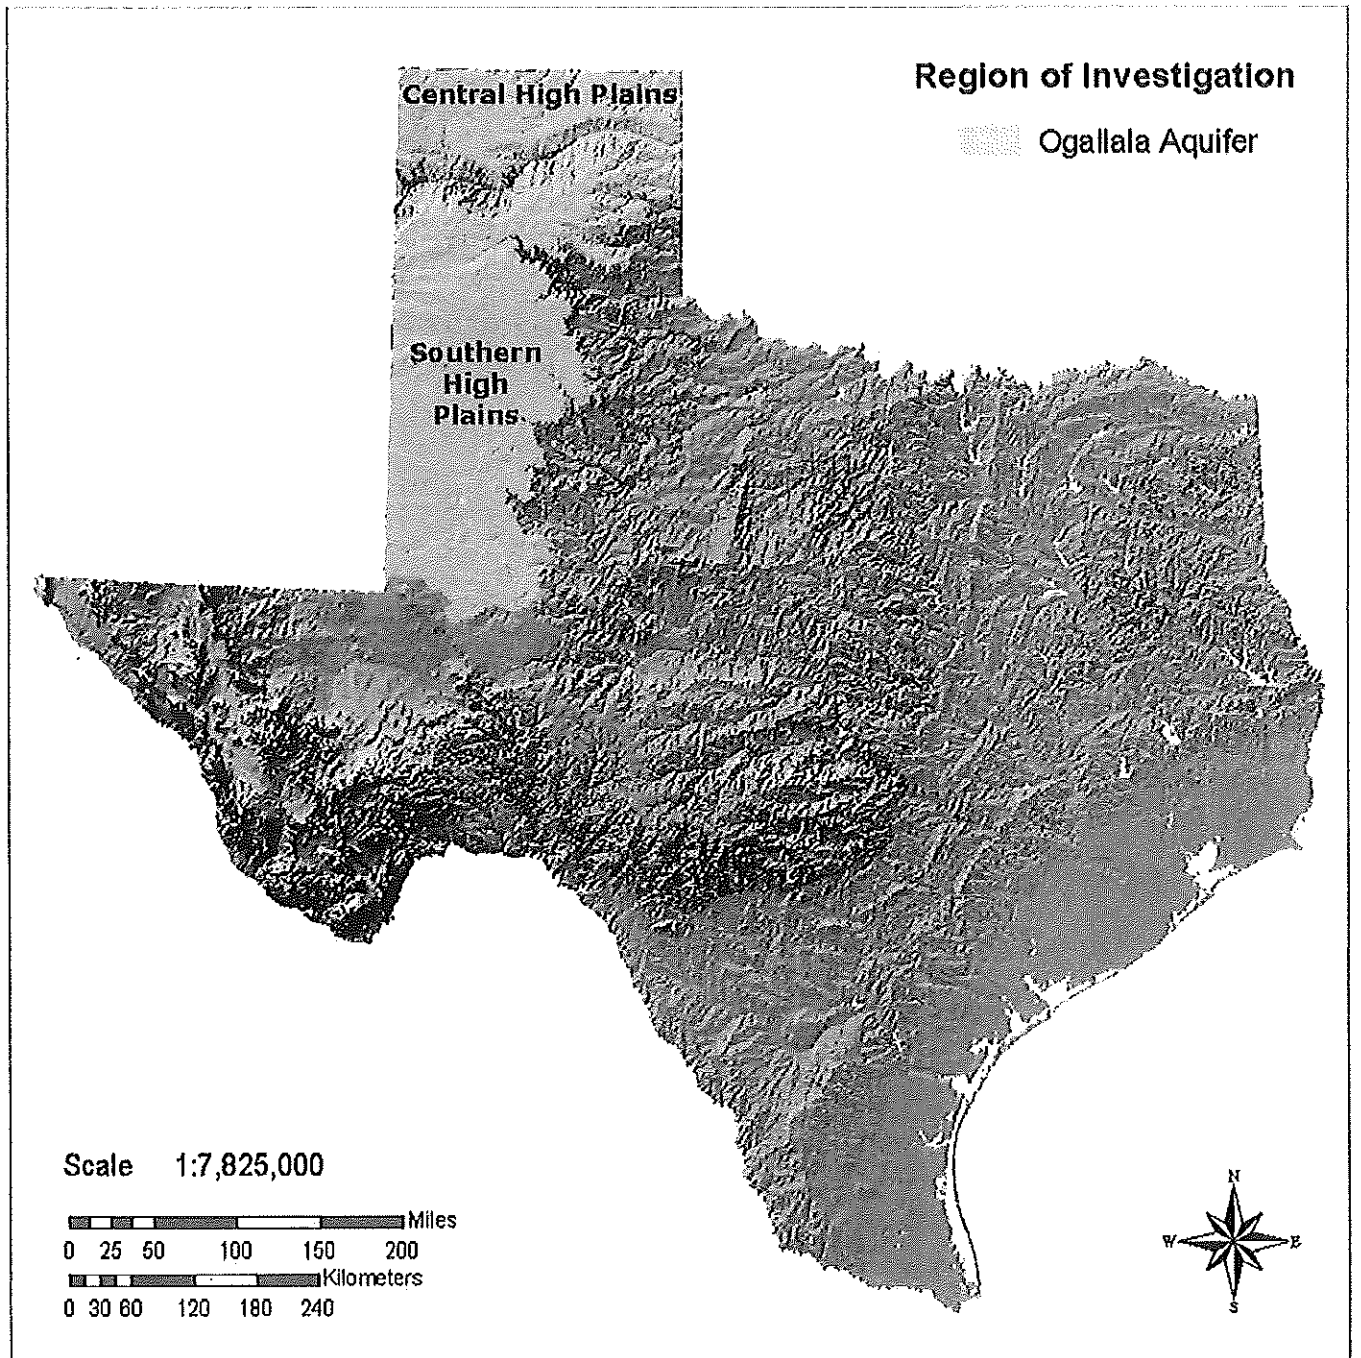 Region of Investigation
Ogallala Aquifer
Central High Plains
Southern
High
Plains
Scale 1:7,825,000
Miles
0 25 50 100 150 200
Kilometers
0 30 60 120 180 240
N
W E
S